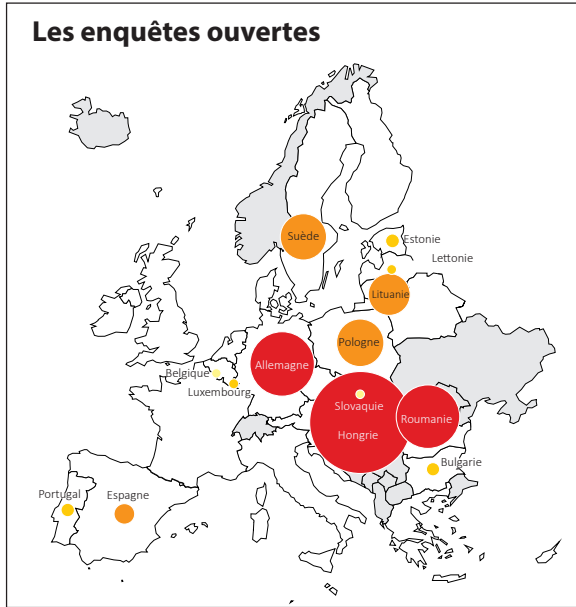 Les enquêtes ouvertes
Suède
Estonie
Lettonie
Lituanie
Pologne
Allemagne
Belgique
Luxembourg
Slovaquie
Roumanie
Hongrie
Bulgarie
Portugal
Espagne